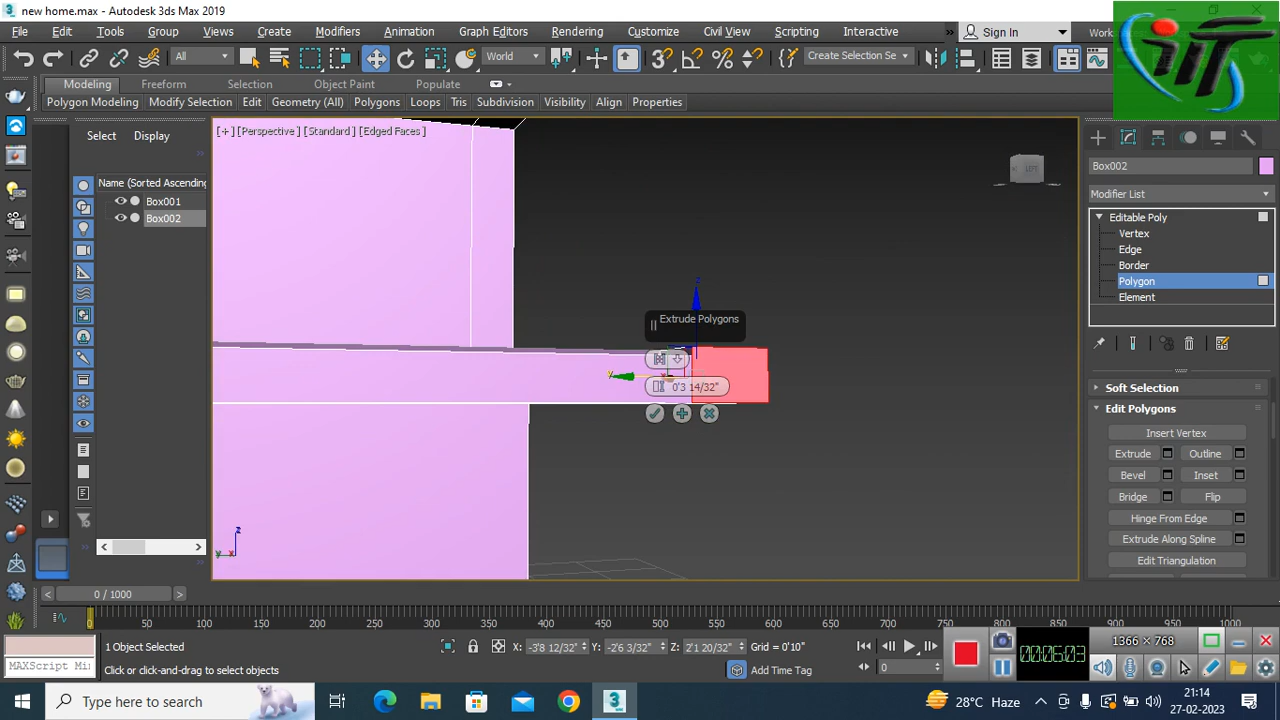 new home.max - Autodesk 3ds Max 2019
File Edit Tools Group Views Create Modifiers Animation Graph Editors Rendering Customize Civil View Scripting Interactive Sign In
All World Create Selection Se
Modeling Freeform Selection Object Paint Populate
Polygon Modeling Modify Selection Edit Geometry (All) Polygons Loops Tris Subdivision Visibility Align Properties
iiT
Select Display
Name (Sorted Ascending
Box001
Box002
[+] [Perspective] [Standard] [Edged Faces]
LEFT
Extrude Polygons
0'3 14/32"
z
y
x
z
y x
Box002
Modifier List
Editable Poly
Vertex
Edge
Border
Polygon
Element
Soft Selection
Edit Polygons
Insert Vertex
Extrude Outline
Bevel Inset
Bridge Flip
Hinge From Edge
Extrude Along Spline
Edit Triangulation
0 / 1000
0 50 100 150 200 250 300 350 400 450 500 550 600 650 700 750 800 850 900 950 1000
1 Object Selected X: -3'8 12/32" Y: -2'6 3/32" Z: 2'1 20/32" Grid = 0'10"
MAXScript Mi
Click or click-and-drag to select objects
Add Time Tag
0
00:06:03
1366 × 768
Type here to search
28°C Haze
21:14
27-02-2023